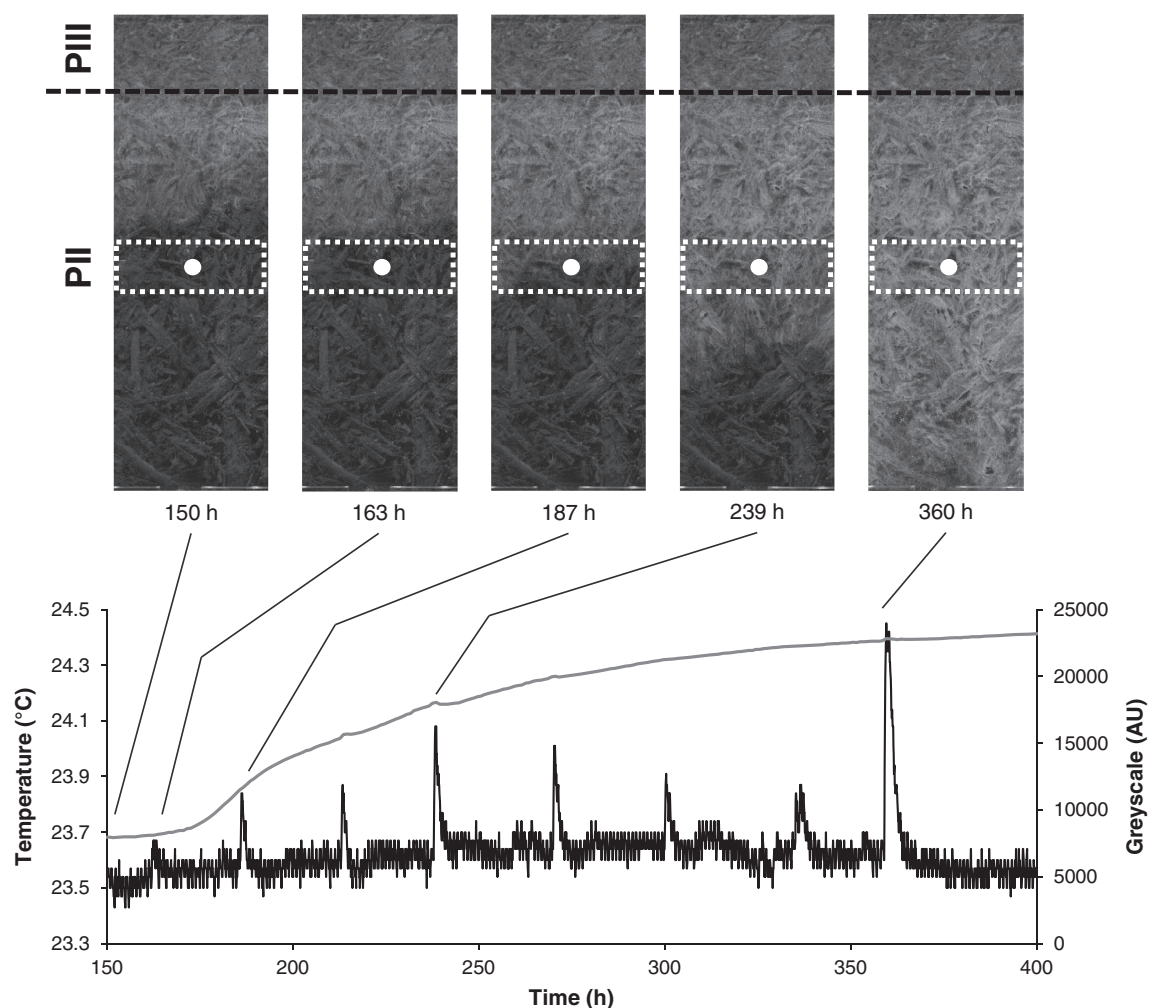 PIII
PII
150 h 163 h 187 h 239 h 360 h
24.5 25000
24.3
20000
24.1
15000
23.9
10000
23.7
23.5 5000
23.3 0
150 200 250 300 350 400
Temperature (°C)
Greyscale (AU)
Time (h)